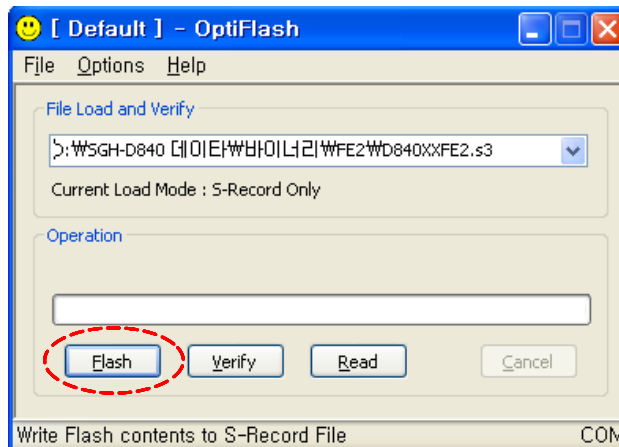 [ Default ] - OptiFlash
File Options Help
File Load and Verify
:₩SGH-D840 데이타₩바이너리₩FE2₩D840XXFE2.s3
Current Load Mode : S-Record Only
Operation
Flash Verify Read Cancel
Write Flash contents to S-Record File COM